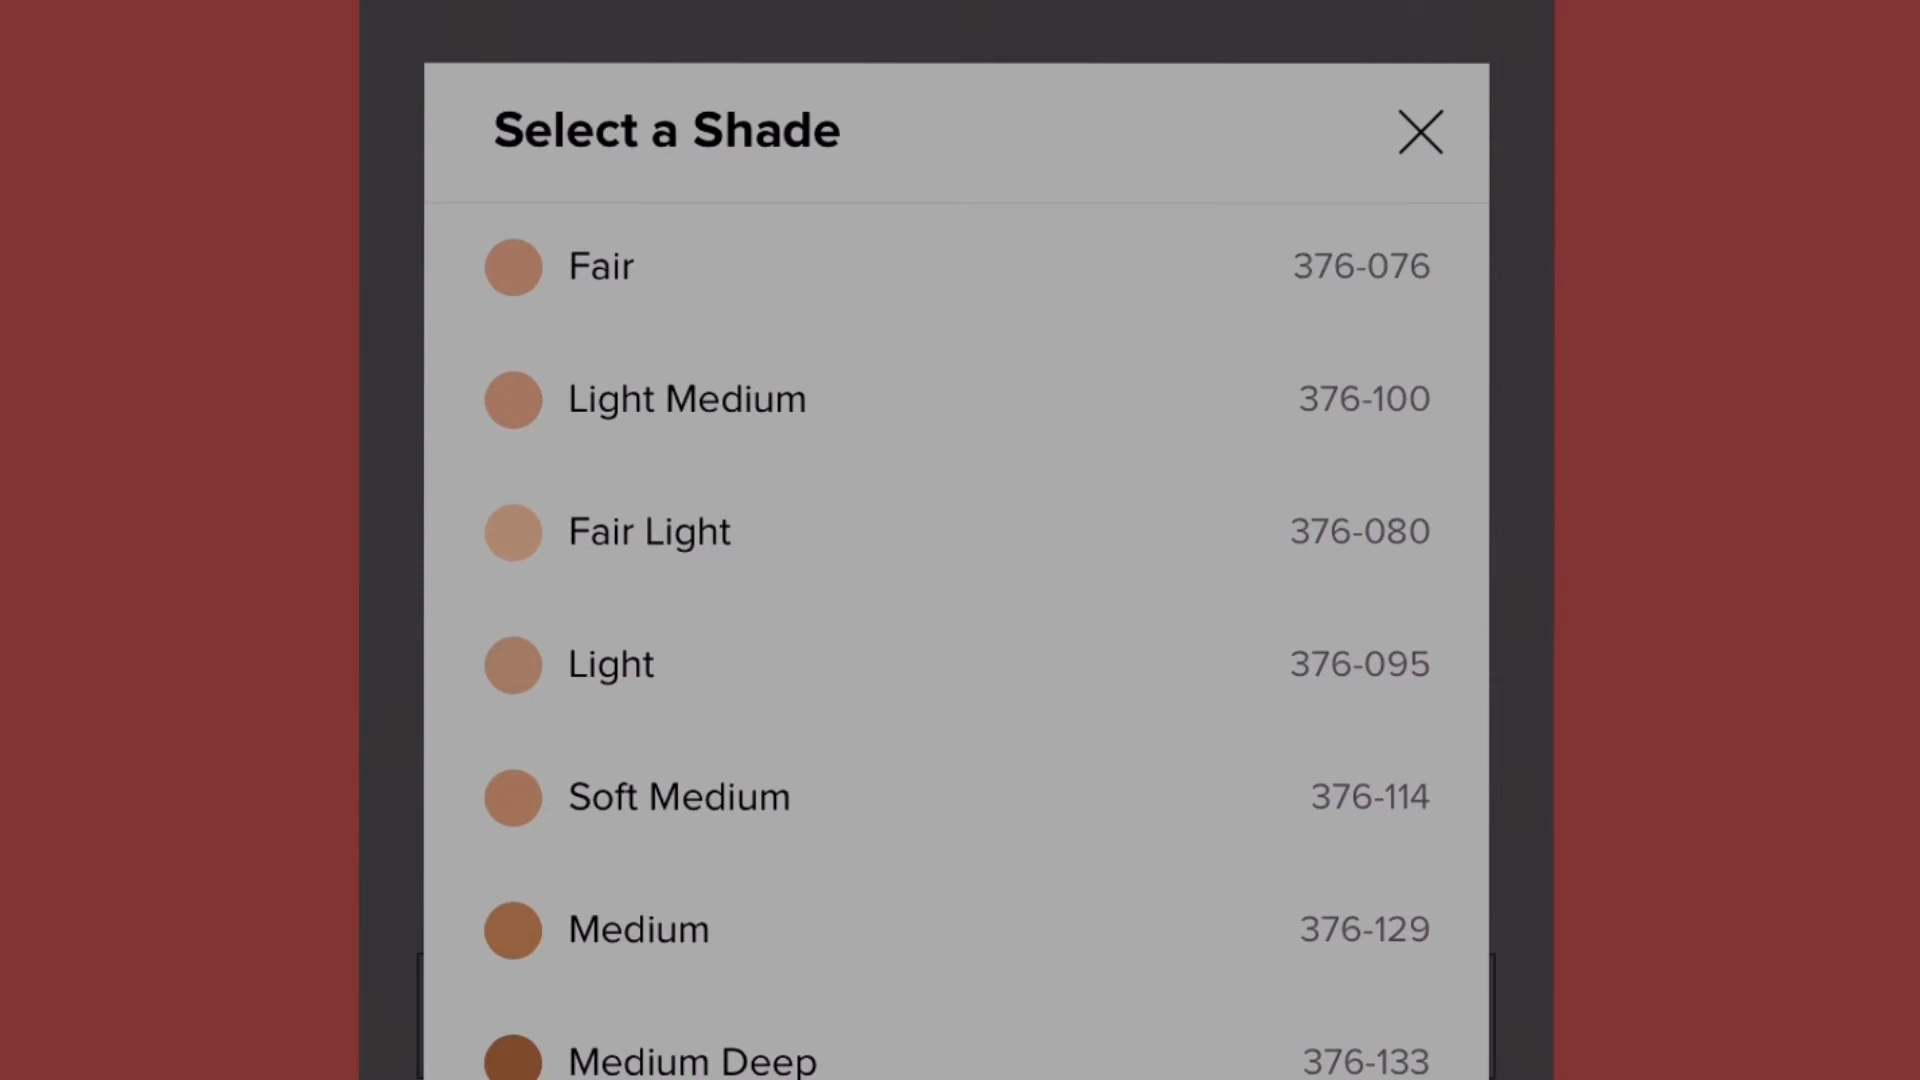 Select a Shade
Fair 376-076
Light Medium 376-100
Fair Light 376-080
Light 376-095
Soft Medium 376-114
Medium 376-129
Medium Deep 376-133